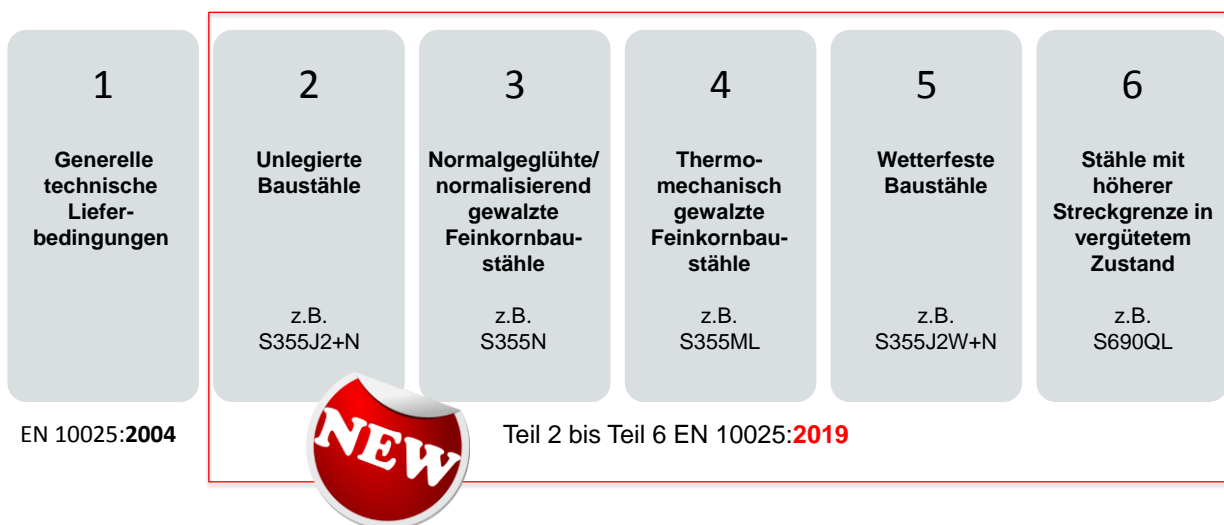 1
Generelle
technische
Liefer-
bedingungen
2
Unlegierte
Baustähle
z.B.
S355J2+N
3
Normalgeglühte/
normalisierend
gewalzte
Feinkornbau-
stähle
z.B.
S355N
4
Thermo-
mechanisch
gewalzte
Feinkornbau-
stähle
z.B.
S355ML
5
Wetterfeste
Baustähle
z.B.
S355J2W+N
6
Stähle mit
höherer
Streckgrenze in
vergütetem
Zustand
z.B.
S690QL
EN 10025:2004
NEW
Teil 2 bis Teil 6 EN 10025:2019